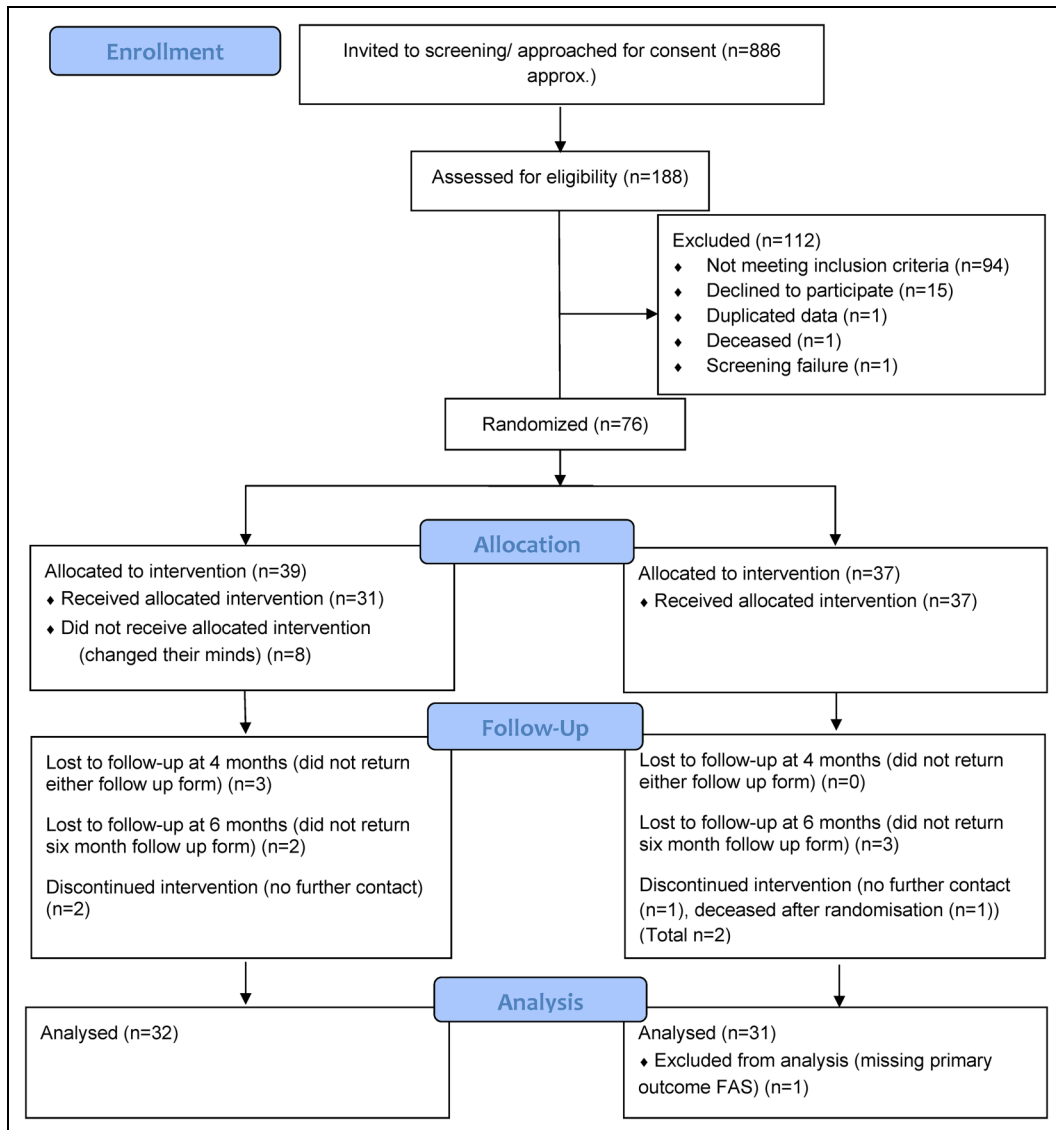 Enrollment
Invited to screening/ approached for consent (n=886
approx.)
Assessed for eligibility (n=188)
Excluded (n=112)
♦ Not meeting inclusion criteria (n=94)
♦ Declined to participate (n=15)
♦ Duplicated data (n=1)
♦ Deceased (n=1)
♦ Screening failure (n=1)
Randomized (n=76)
Allocation
Allocated to intervention (n=39)
♦ Received allocated intervention (n=31)
♦ Did not receive allocated intervention
(changed their minds) (n=8)
Allocated to intervention (n=37)
♦ Received allocated intervention (n=37)
Follow-Up
Lost to follow-up at 4 months (did not return
either follow up form) (n=3)
Lost to follow-up at 6 months (did not return
six month follow up form) (n=2)
Discontinued intervention (no further contact)
(n=2)
Lost to follow-up at 4 months (did not return
either follow up form) (n=0)
Lost to follow-up at 6 months (did not return
six month follow up form) (n=3)
Discontinued intervention (no further contact
(n=1), deceased after randomisation (n=1))
(Total n=2)
Analysis
Analysed (n=32)
Analysed (n=31)
♦ Excluded from analysis (missing primary
outcome FAS) (n=1)